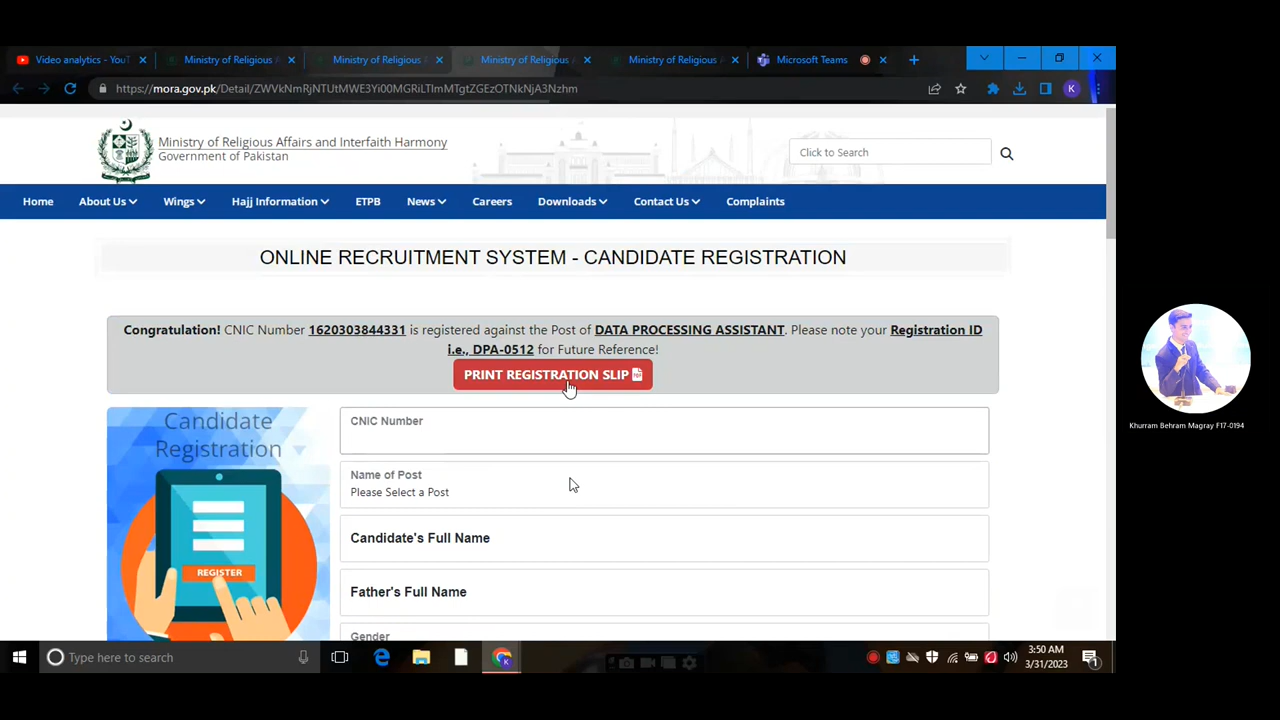 Video analytics - YouT
Ministry of Religious A
Ministry of Religious A
Ministry of Religious A
Ministry of Religious A
Microsoft Teams
https://mora.gov.pk/Detail/ZWVkNmRjNTUtMWE3Yi00MGRiLTlmMTgtZGEzOTNkNjA3Nzhm
K
Ministry of Religious Affairs and Interfaith Harmony
Government of Pakistan
Click to Search
Home About Us Wings Hajj Information ETPB News Careers Downloads Contact Us Complaints
ONLINE RECRUITMENT SYSTEM - CANDIDATE REGISTRATION
Congratulation! CNIC Number 1620303844331 is registered against the Post of DATA PROCESSING ASSISTANT. Please note your Registration ID
i.e., DPA-0512 for Future Reference!
PRINT REGISTRATION SLIP
Candidate
Registration
REGISTER
CNIC Number
Name of Post
Please Select a Post
Candidate's Full Name
Father's Full Name
Gender
Khurram Behram Magray F17-0194
Type here to search
3:50 AM
3/31/2023
1